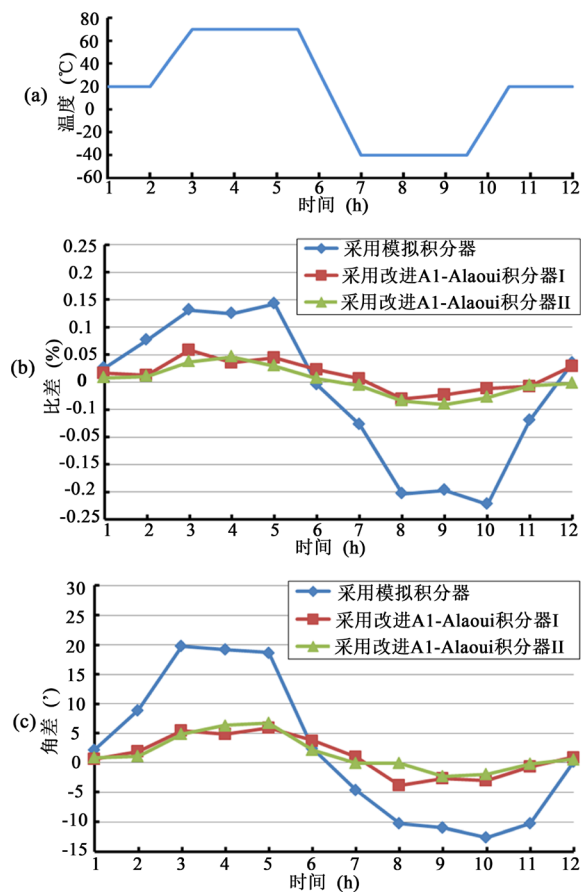 (a)
温度 (℃)
80
60
40
20
0
-20
-40
-60
1 2 3 4 5 6 7 8 9 10 11 12
时间 (h)
(b)
比差 (%)
0.25
0.2
0.15
0.1
0.05
0
-0.1
-0.05
-0.15
-0.2
-0.25
采用模拟积分器
采用改进A1-Alaoui积分器I
采用改进A1-Alaoui积分器II
1 2 3 4 5 6 7 8 9 10 11 12
时间 (h)
(c)
角差 (’)
30
25
20
15
10
5
0
-5
-10
-15
采用模拟积分器
采用改进A1-Alaoui积分器I
采用改进A1-Alaoui积分器II
1 2 3 4 5 6 7 8 9 10 11 12
时间 (h)